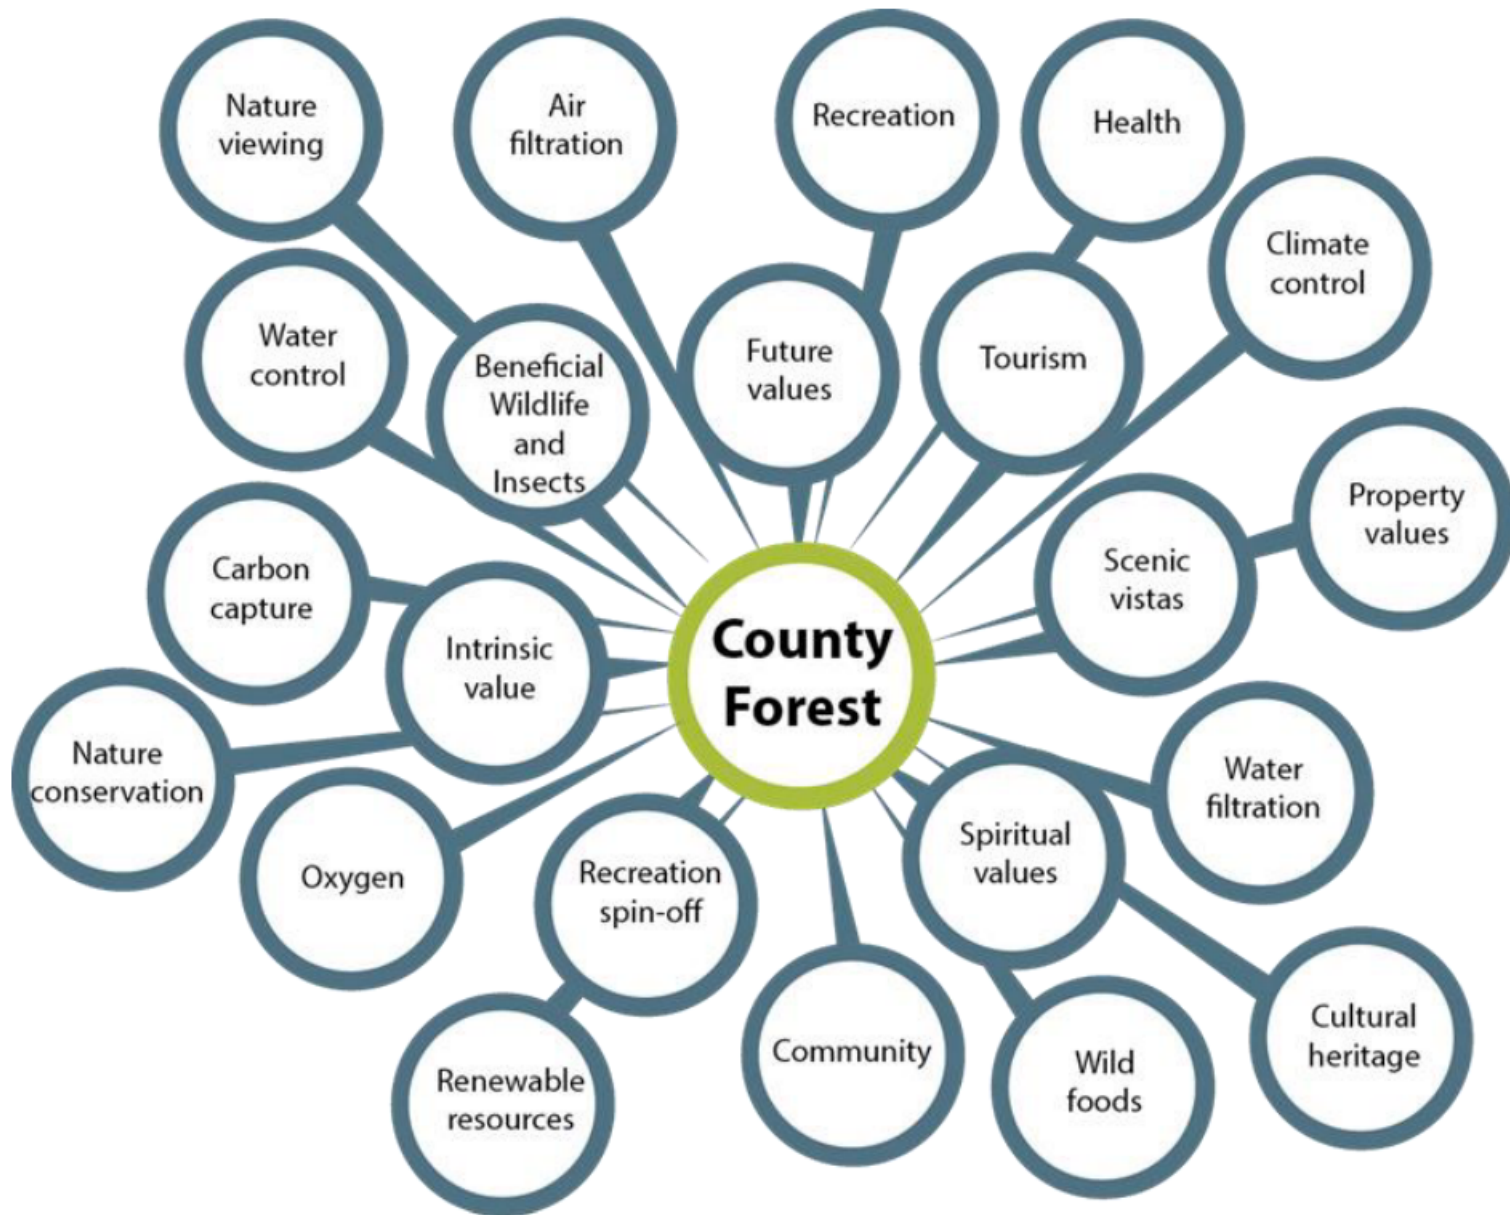 Nature
viewing
Air
filtration
Recreation
Health
Climate
control
Water
control
Beneficial
Wildlife
and
Insects
Future
values
Tourism
Property
values
Scenic
vistas
Carbon
capture
Intrinsic
value
County
Forest
Nature
conservation
Oxygen
Recreation
spin-off
Spiritual
values
Water
filtration
Renewable
resources
Community
Wild
foods
Cultural
heritage